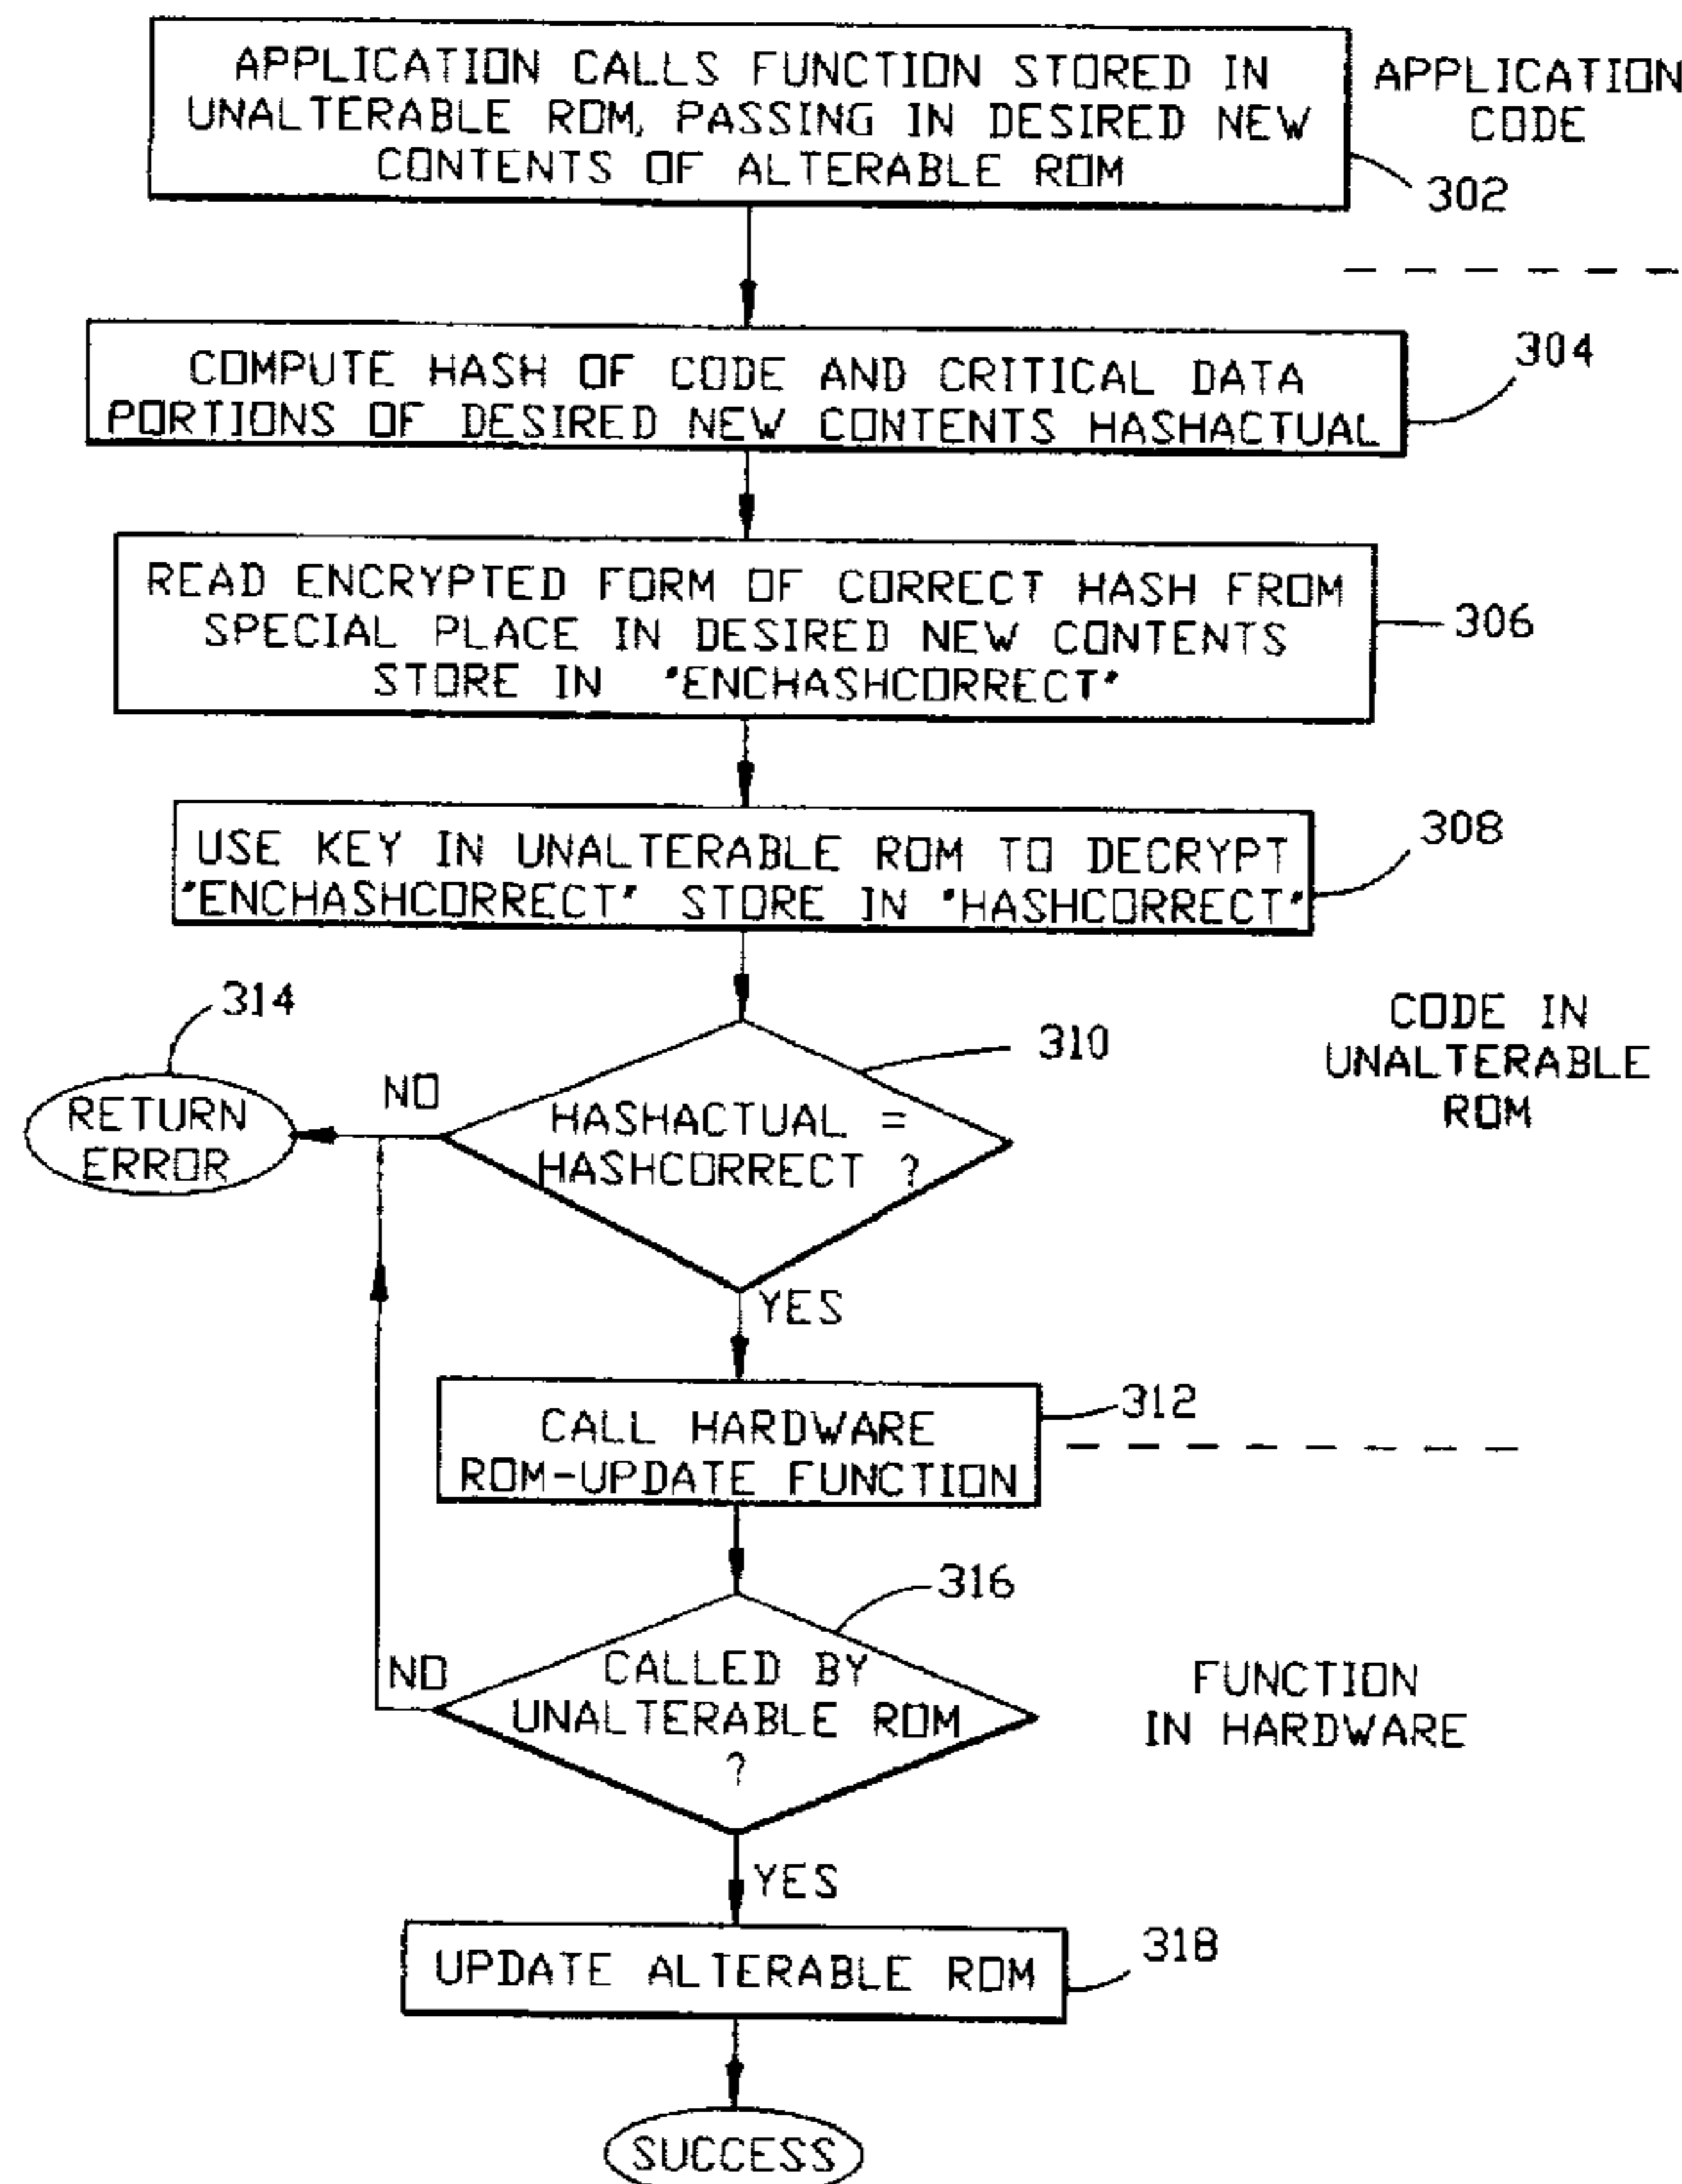 APPLICATION CALLS FUNCTION STORED IN
UNALTERABLE ROM, PASSING IN DESIRED NEW
CONTENTS OF ALTERABLE ROM
APPLICATION
CODE
302
COMPUTE HASH OF CODE AND CRITICAL DATA
PORTIONS OF DESIRED NEW CONTENTS HASHACTUAL
304
READ ENCRYPTED FORM OF CORRECT HASH FROM
SPECIAL PLACE IN DESIRED NEW CONTENTS
STORE IN "ENCHASHCORRECT"
306
USE KEY IN UNALTERABLE ROM TO DECRYPT
"ENCHASHCORRECT" STORE IN "HASHCORRECT"
308
314
RETURN
ERROR
NO
310
HASHACTUAL =
HASHCORRECT ?
CODE IN
UNALTERABLE
ROM
YES
CALL HARDWARE
ROM-UPDATE FUNCTION
312
316
NO
CALLED BY
UNALTERABLE ROM
?
FUNCTION
IN HARDWARE
YES
UPDATE ALTERABLE ROM
318
SUCCESS